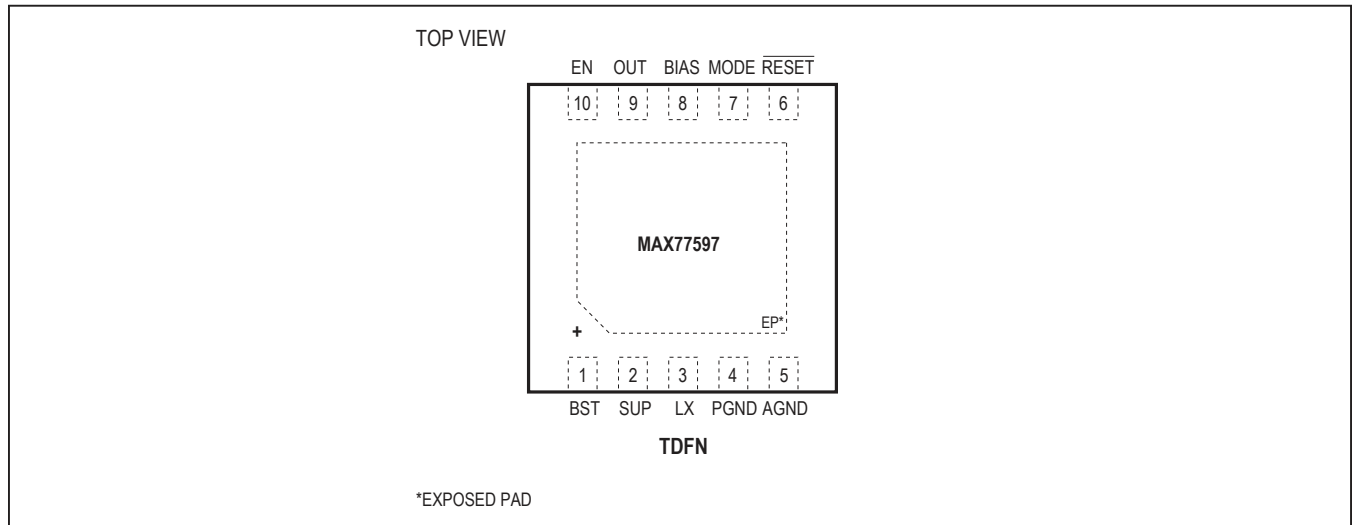 TOP VIEW
EN OUT BIAS MODE R̅E̅S̅E̅T̅
10 9 8 7 6
MAX77597
EP*
+
1 2 3 4 5
BST SUP LX PGND AGND
TDFN
*EXPOSED PAD